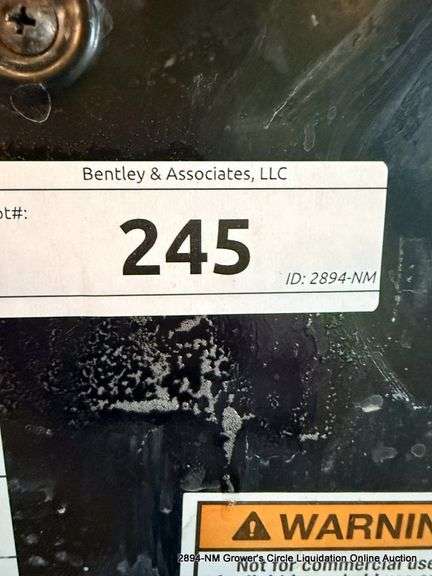 Bentley & Associates, LLC
ot#:
245
ID: 2894-NM
WARNIN
Not for commercial use
2894-NM Grower's Circle Liquidation Online Auction